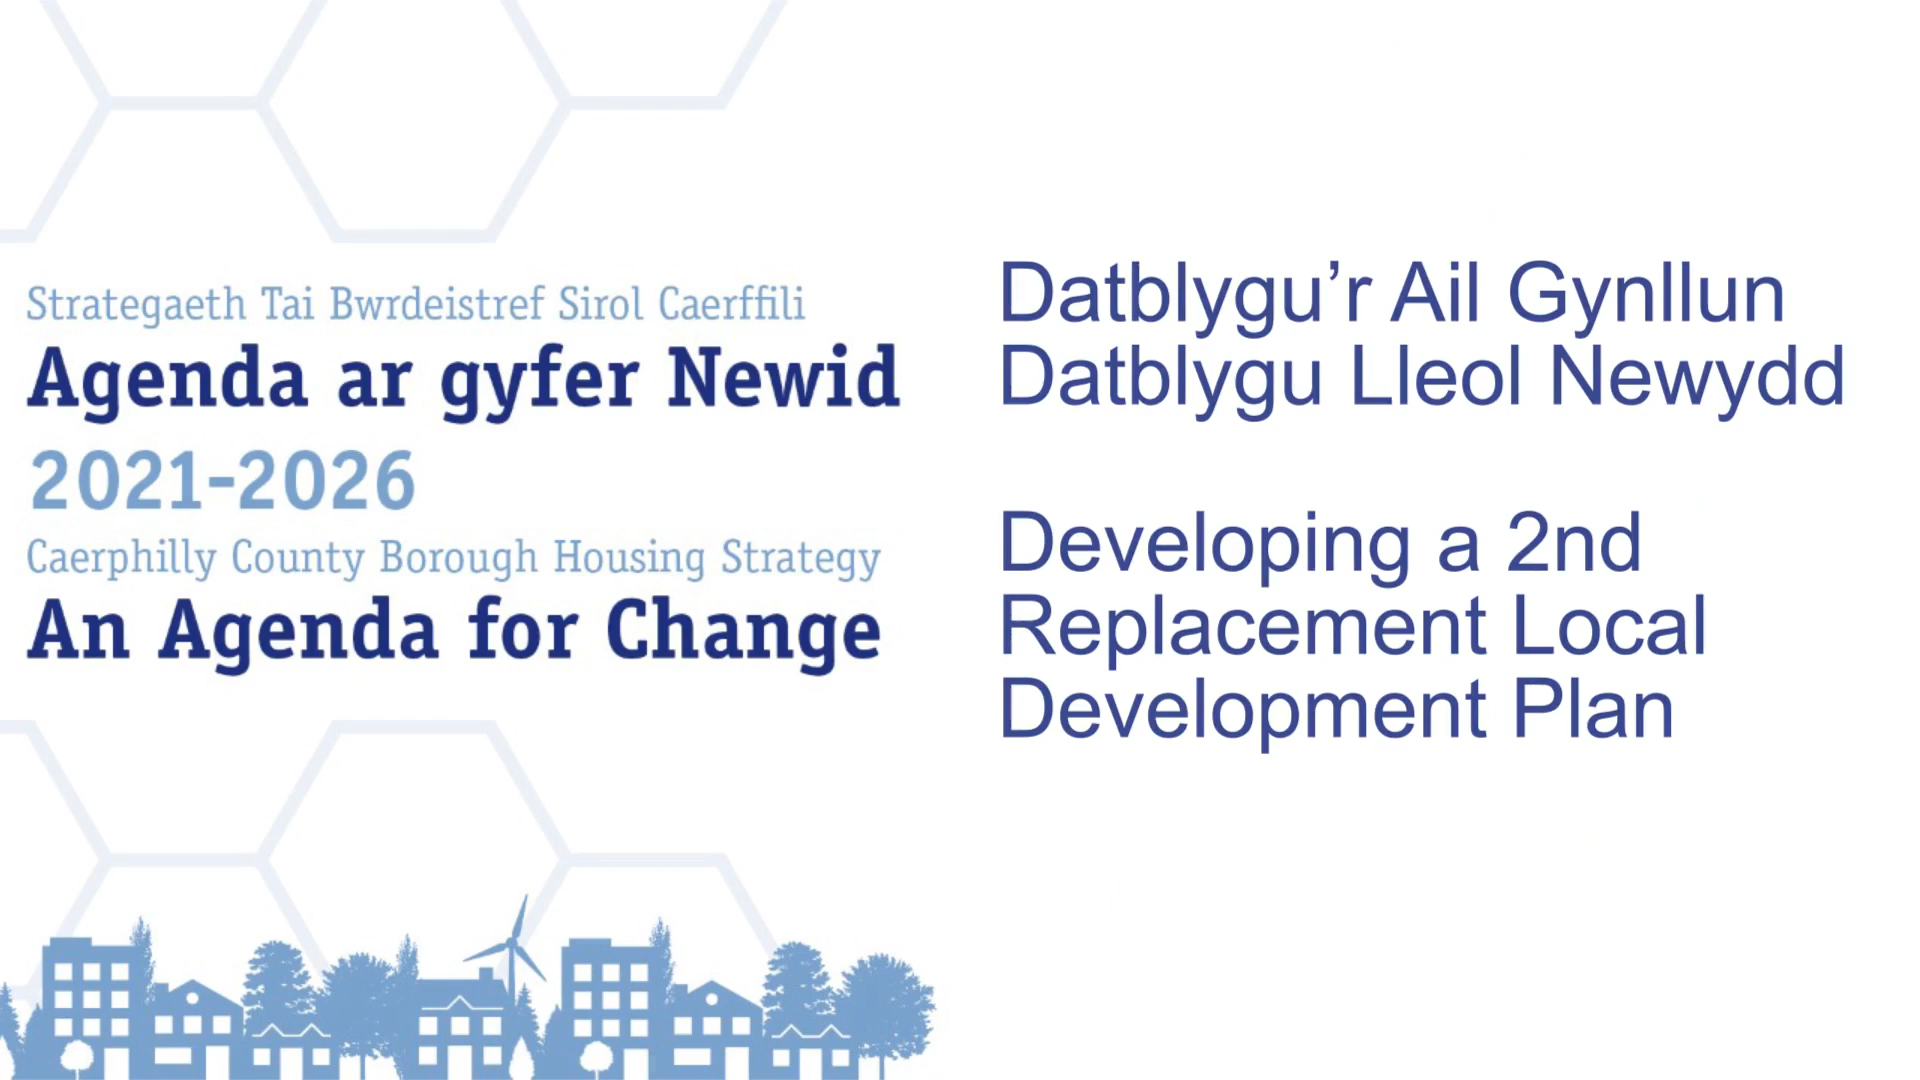 Strategaeth Tai Bwrdeistref Sirol Caerffili
Agenda ar gyfer Newid
2021-2026
Caerphilly County Borough Housing Strategy
An Agenda for Change
Datblygu’r Ail Gynllun
Datblygu Lleol Newydd
Developing a 2nd
Replacement Local
Development Plan